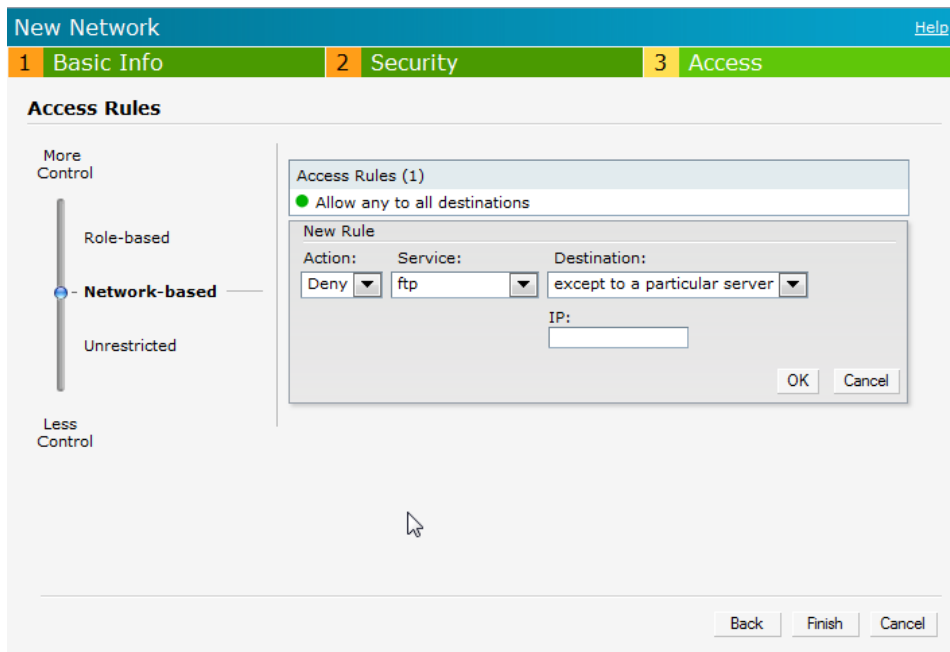 New Network Help
1 Basic Info 2 Security 3 Access
Access Rules
More
Control
Role-based
Network-based
Unrestricted
Less
Control
Access Rules (1)
Allow any to all destinations
New Rule
Action: Service: Destination:
Deny ftp except to a particular server
IP:
OK Cancel
Back Finish Cancel